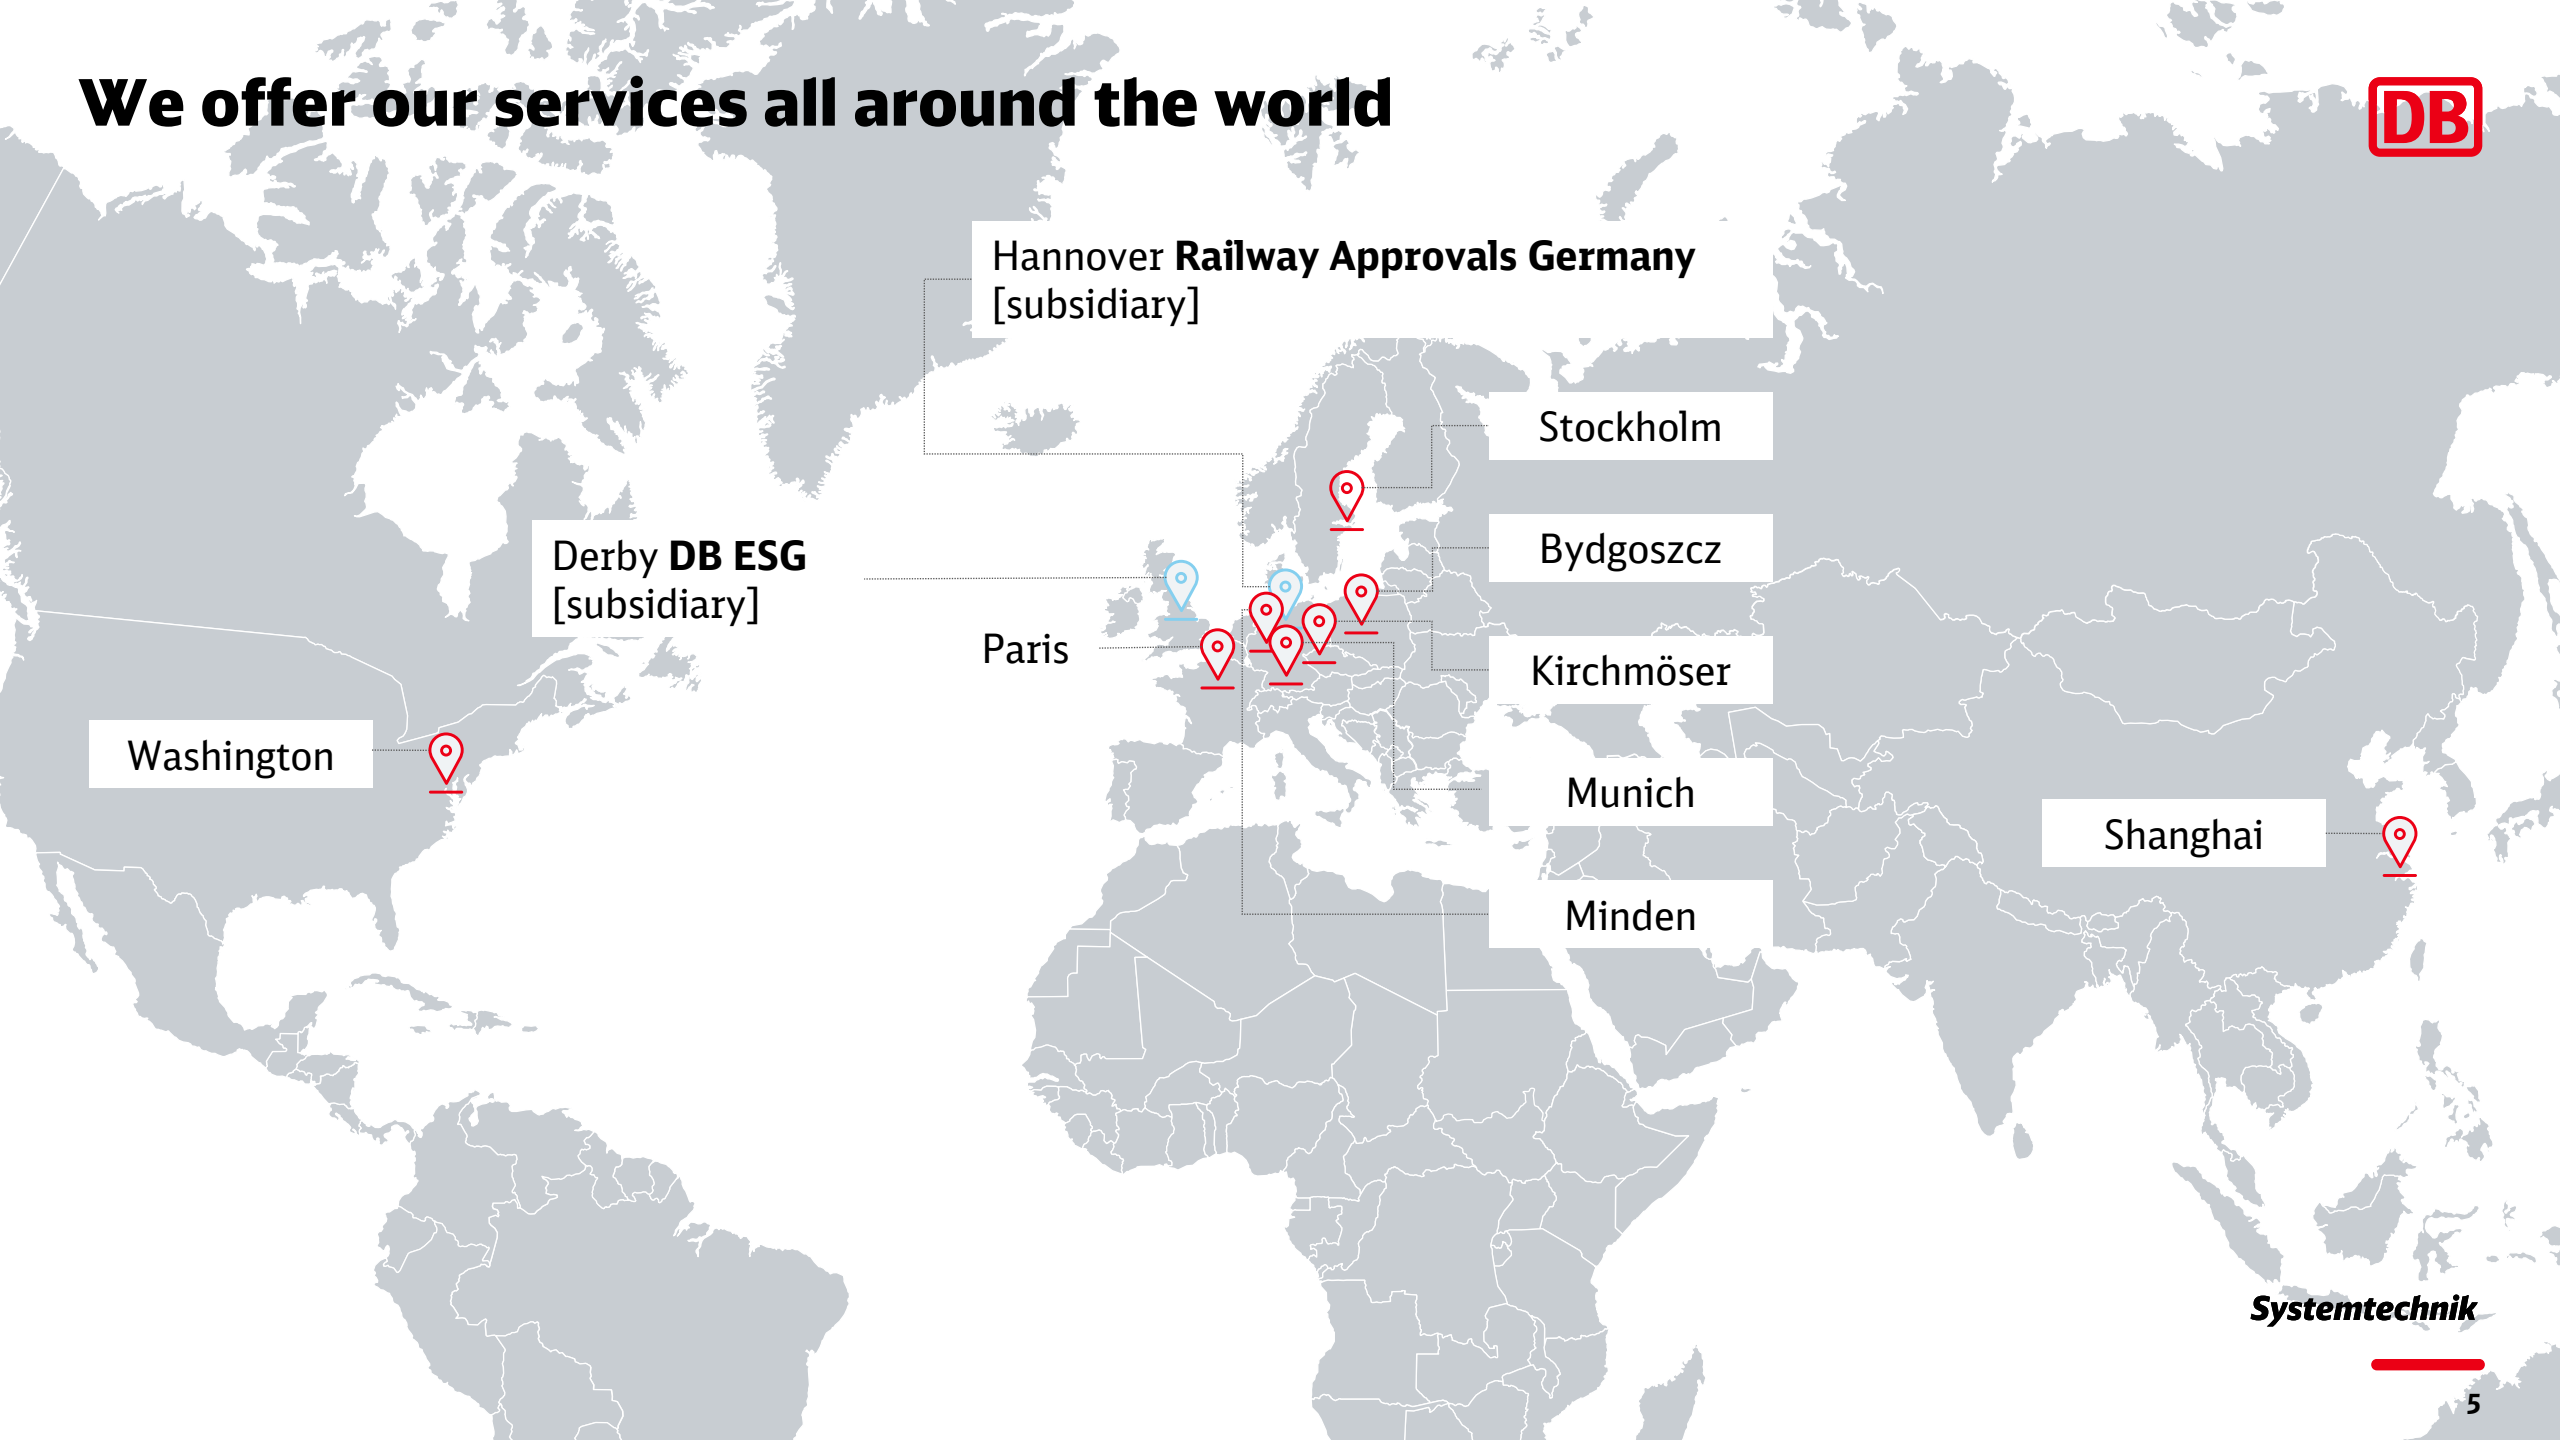 We offer our services all around the world
DB
Hannover Railway Approvals Germany
[subsidiary]
Stockholm
Derby DB ESG
[subsidiary]
Bydgoszcz
Paris
Kirchmöser
Washington
Munich
Shanghai
Minden
Systemtechnik
5